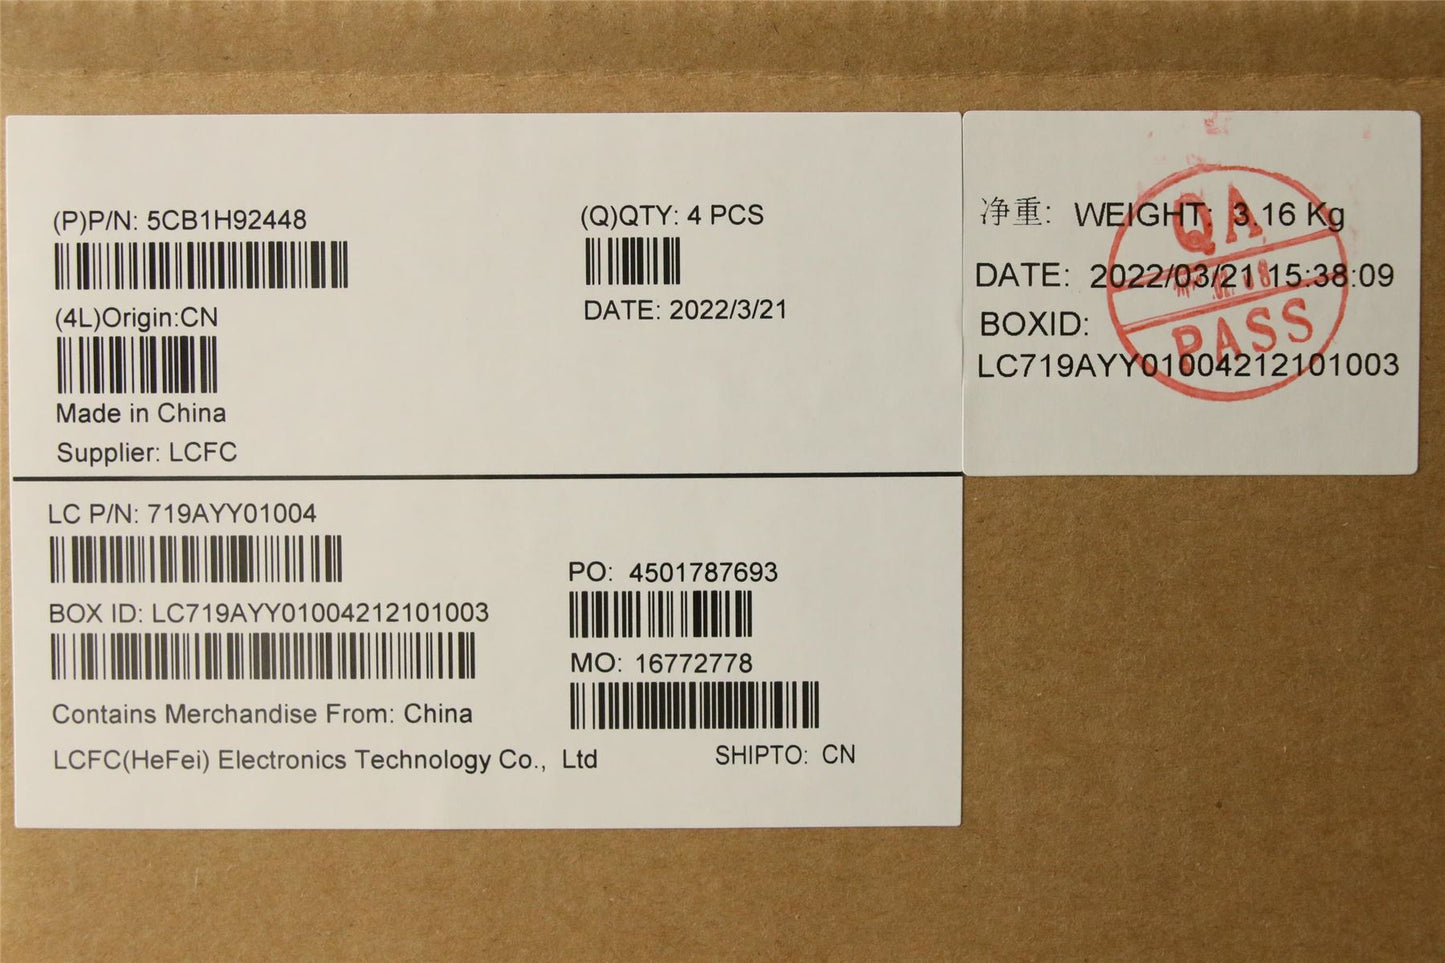 (P)P/N: 5CB1H92448
(4L)Origin:CN
Made in China
Supplier: LCFC
(Q)QTY: 4 PCS
DATE: 2022/3/21
LC P/N: 719AYY01004
BOX ID: LC719AYY01004212101003
Contains Merchandise From: China
LCFC(HeFei) Electronics Technology Co., Ltd
PO: 4501787693
MO: 16772778
SHIPTO: CN
净重: WEIGHT: 3.16 Kg
DATE: 2022/03/21 15:38:09
BOXID:
LC719AYY01004212101003
QA
PASS